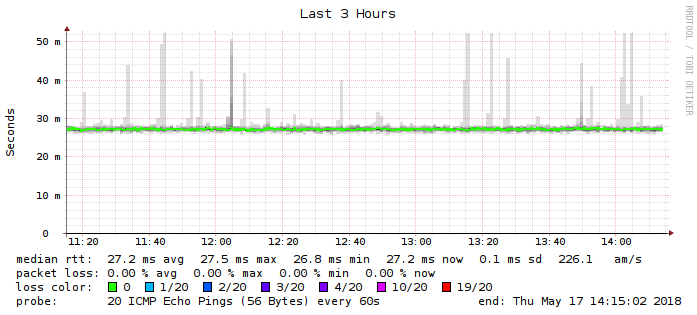 Last 3 Hours
RRDTOOL / TOBI OETIKER
Seconds
50 m
40 m
30 m
20 m
10 m
0
11:20 11:40 12:00 12:20 12:40 13:00 13:20 13:40 14:00
median rtt: 27.2 ms avg 27.5 ms max 26.8 ms min 27.2 ms now 0.1 ms sd 226.1 am/s
packet loss: 0.00 % avg 0.00 % max 0.00 % min 0.00 % now
loss color: 0 1/20 2/20 3/20 4/20 10/20 19/20
probe: 20 ICMP Echo Pings (56 Bytes) every 60s end: Thu May 17 14:15:02 2018